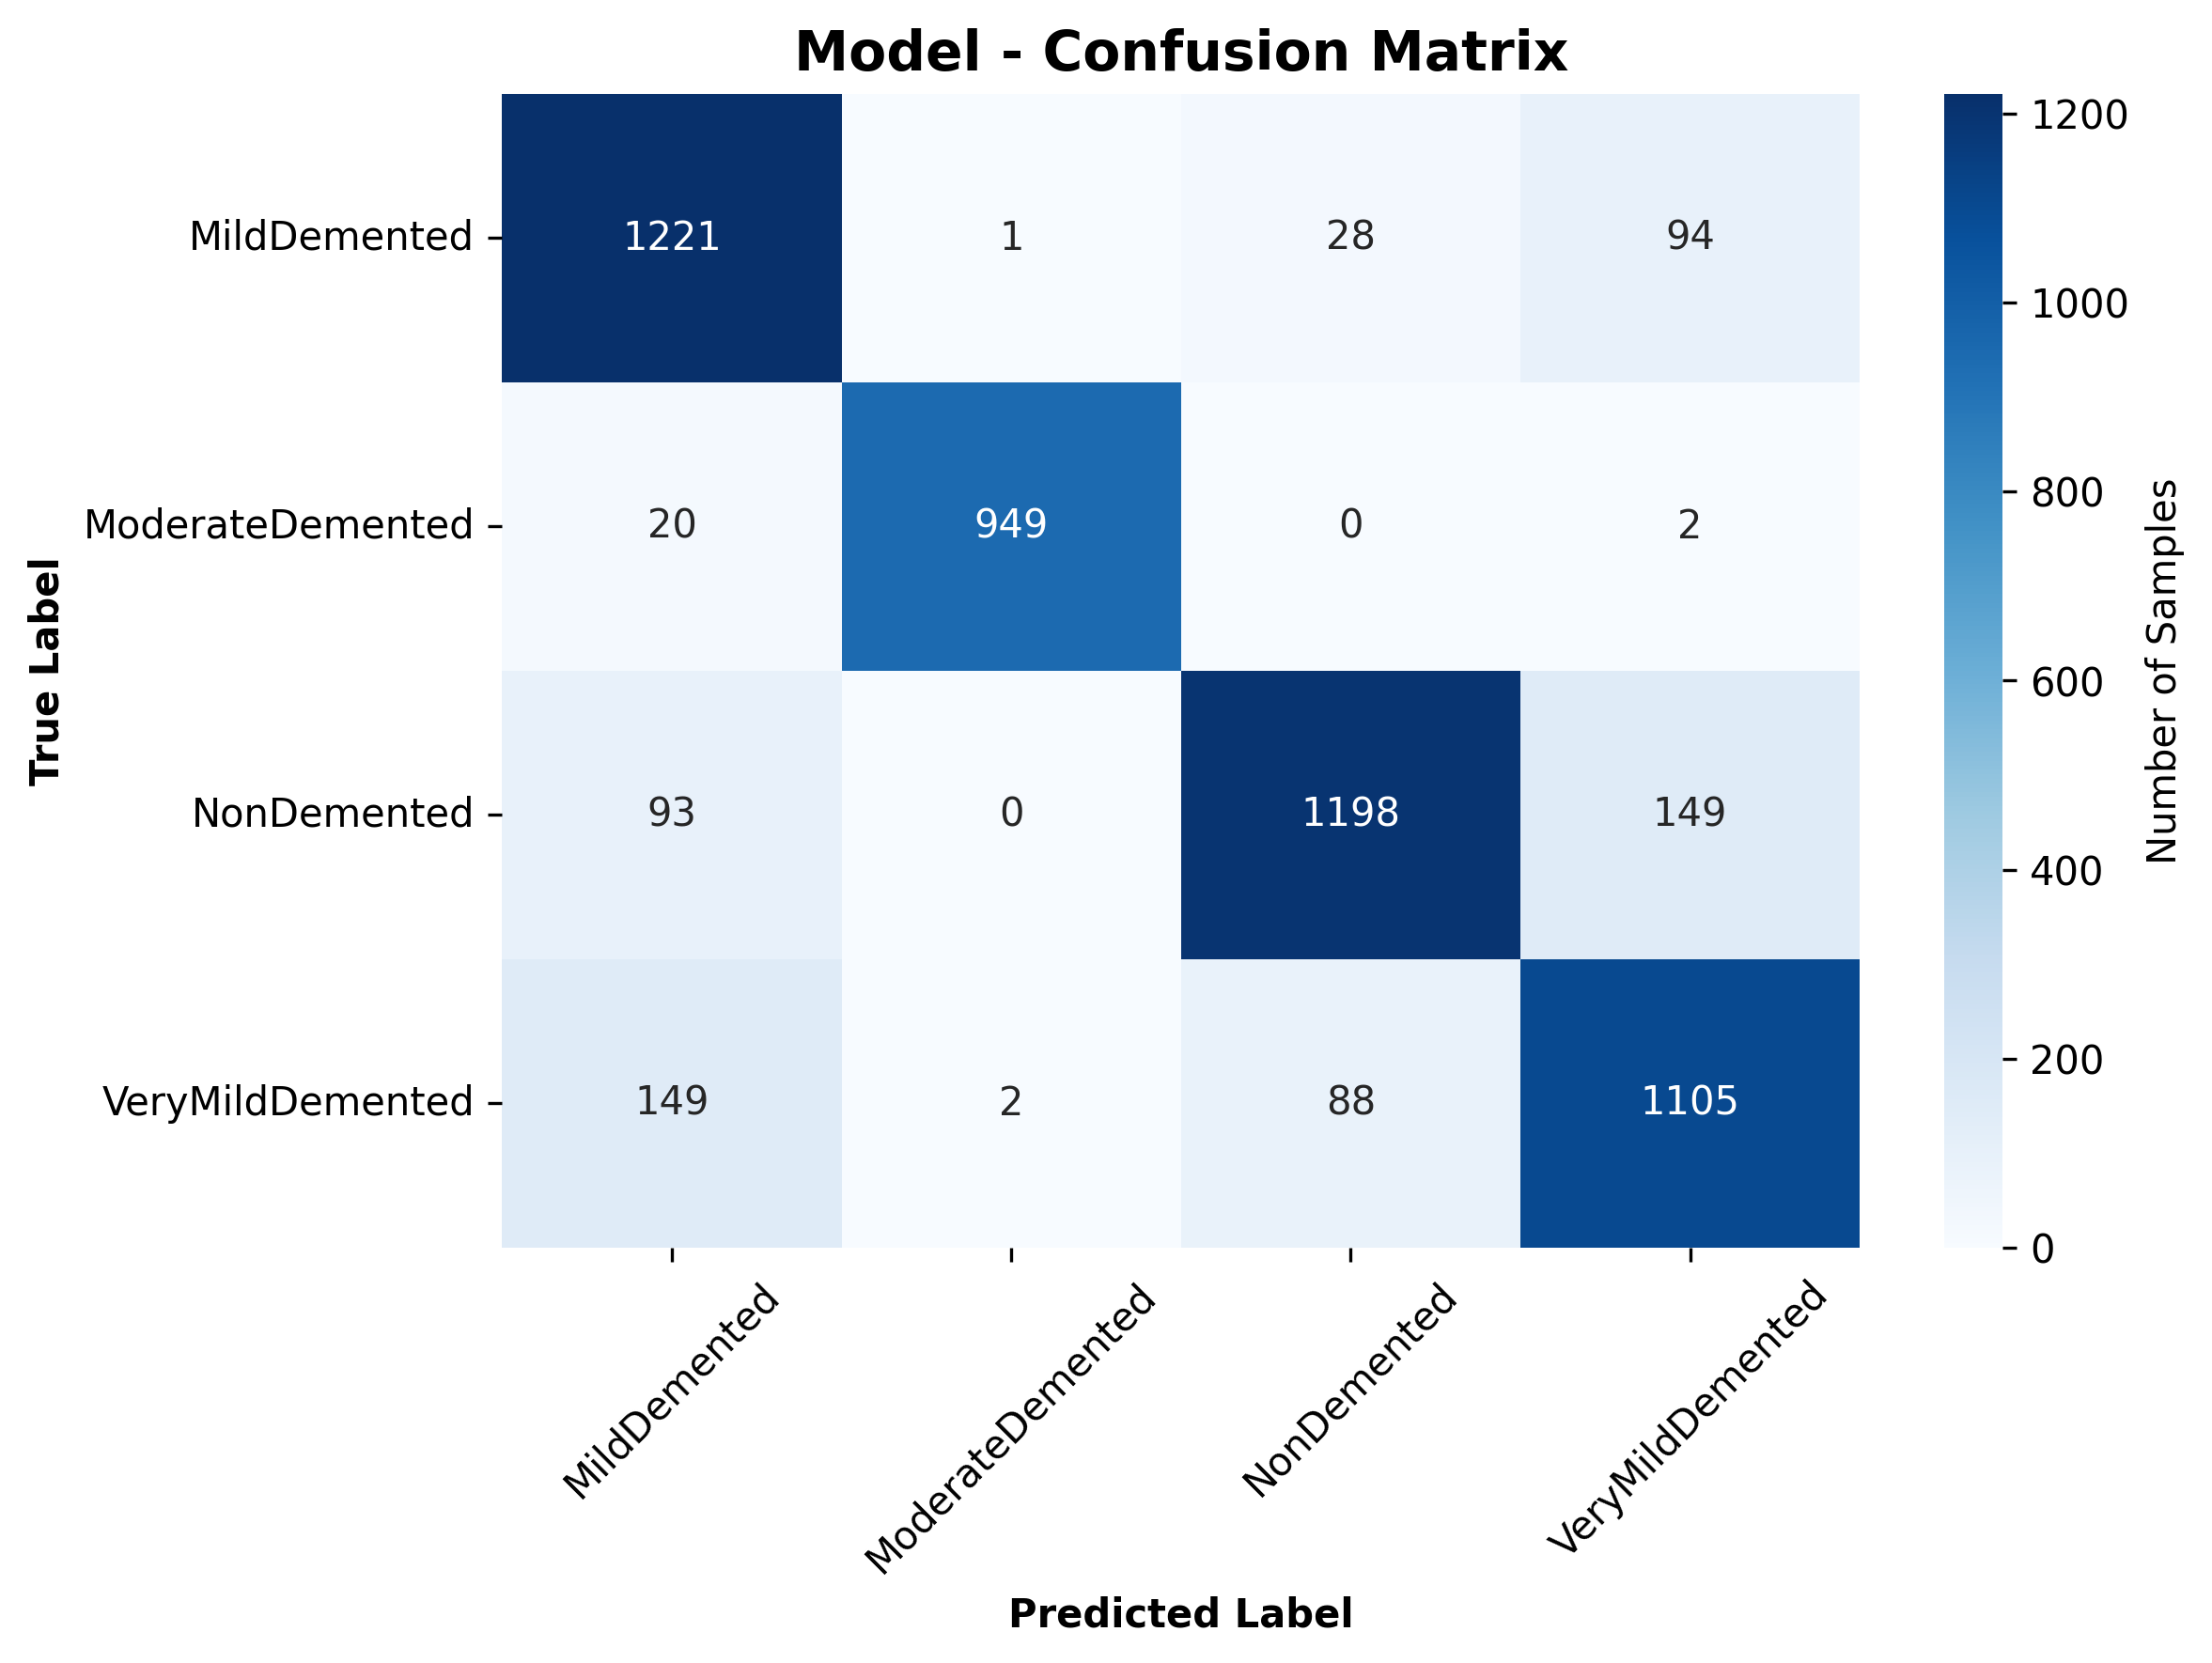 Model - Confusion Matrix
MildDemented 1221 1 28 94
ModerateDemented 20 949 0 2
NonDemented 93 0 1198 149
VeryMildDemented 149 2 88 1105
True Label
MildDemented ModerateDemented NonDemented VeryMildDemented
Predicted Label
1200
1000
800
600
400
200
0
Number of Samples